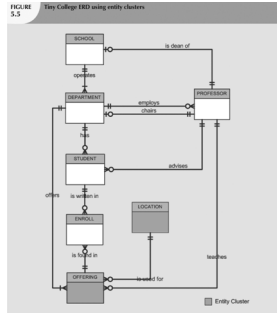 FIGURE
5.5
Tiny College ERD using entity clusters
SCHOOL
is dean of
operates
DEPARTMENT
employs
chairs
PROFESSOR
has
STUDENT
advises
offers
is written in
LOCATION
ENROLL
is found in
teaches
OFFERING
is used for
Entity Cluster